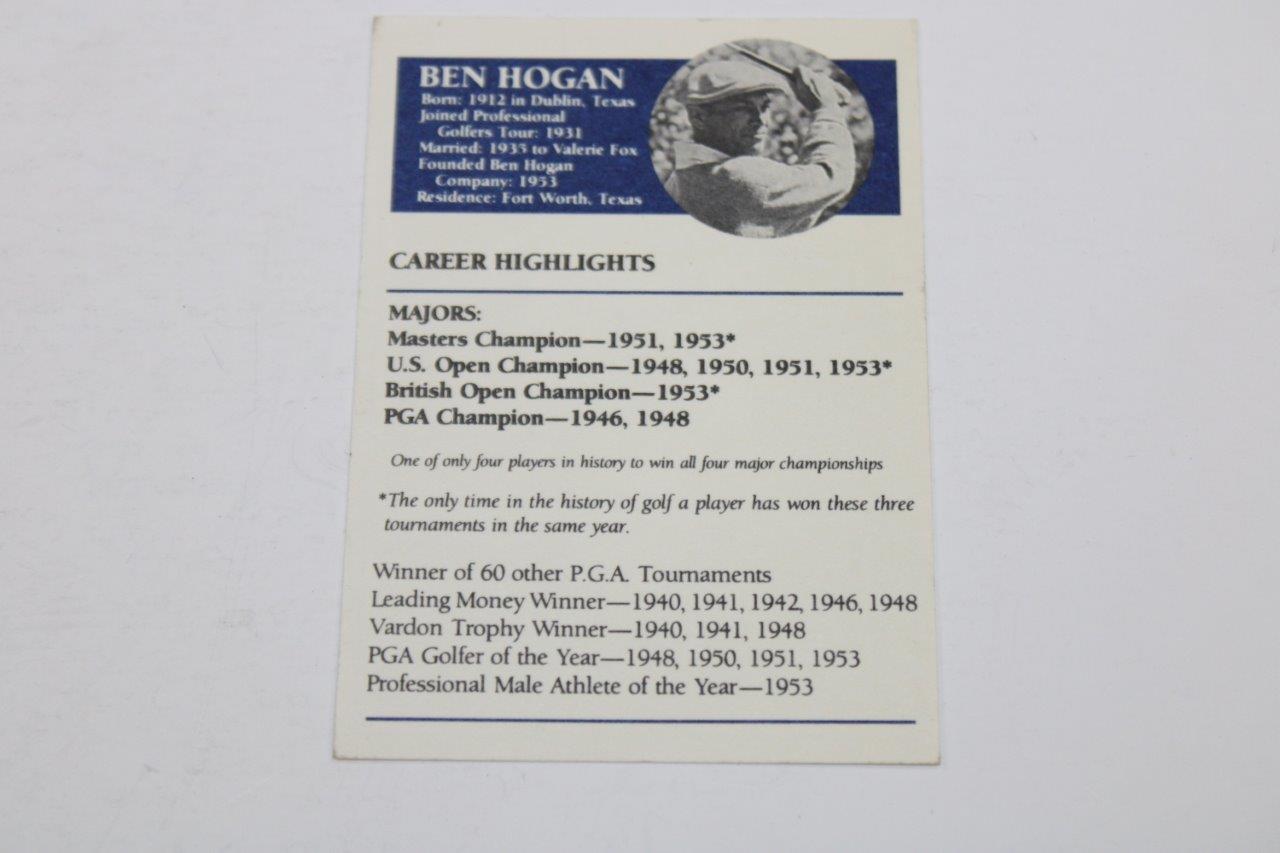 BEN HOGAN
Born: 1912 in Dublin, Texas
Joined Professional
Golfers Tour: 1931
Married: 1935 to Valerie Fox
Founded Ben Hogan
Company: 1953
Residence: Fort Worth, Texas
CAREER HIGHLIGHTS
MAJORS:
Masters Champion—1951, 1953*
U.S. Open Champion—1948, 1950, 1951, 1953*
British Open Champion—1953*
PGA Champion—1946, 1948
One of only four players in history to win all four major championships
*The only time in the history of golf a player has won these three
tournaments in the same year.
Winner of 60 other P.G.A. Tournaments
Leading Money Winner—1940, 1941, 1942, 1946, 1948
Vardon Trophy Winner—1940, 1941, 1948
PGA Golfer of the Year—1948, 1950, 1951, 1953
Professional Male Athlete of the Year—1953